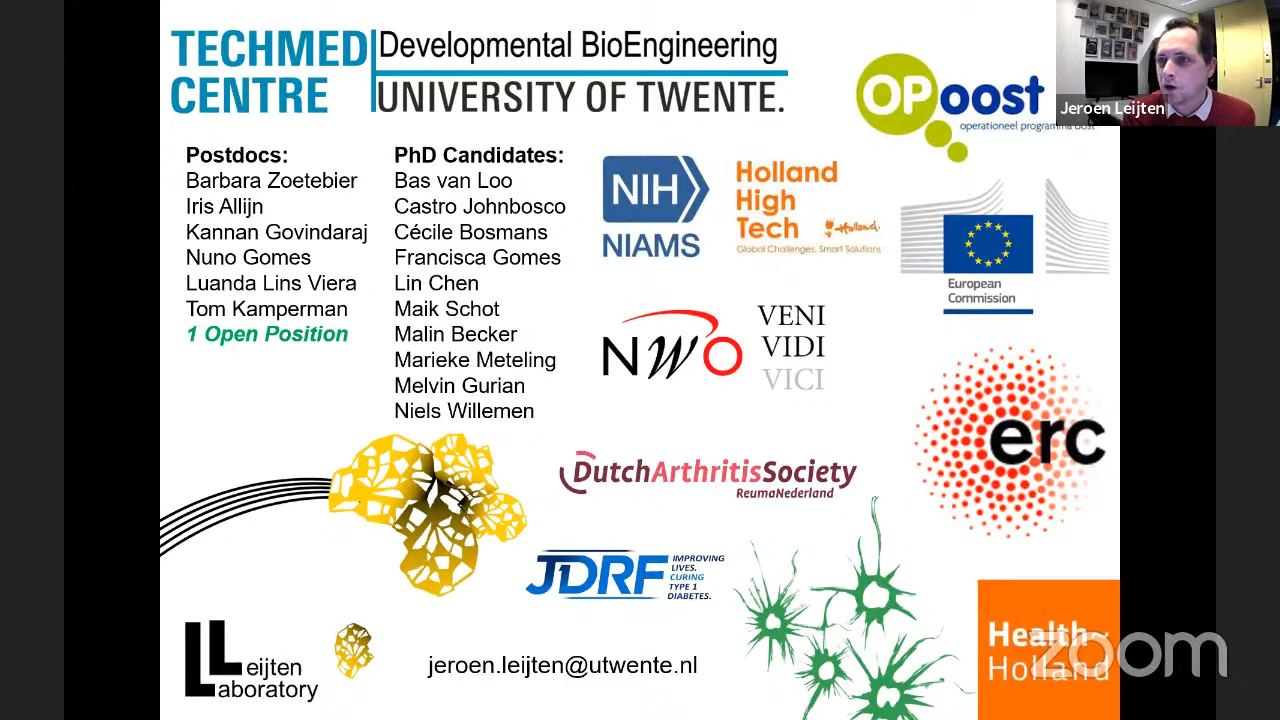 TECHMED
CENTRE
Developmental BioEngineering
UNIVERSITY OF TWENTE.
OPoost
operationeel programma oost
Jeroen Leijten
Postdocs:
Barbara Zoetebier
Iris Allijn
Kannan Govindaraj
Nuno Gomes
Luanda Lins Viera
Tom Kamperman
1 Open Position
PhD Candidates:
Bas van Loo
Castro Johnbosco
Cécile Bosmans
Francisca Gomes
Lin Chen
Maik Schot
Malin Becker
Marieke Meteling
Melvin Gurian
Niels Willemen
NIH
NIAMS
Holland
High
Tech
Holland.
Global Challenges, Smart Solutions
European
Commission
NWO
VENI
VIDI
VICI
erc
DutchArthritisSociety
ReumaNederland
JDRF
IMPROVING
LIVES.
CURING
TYPE 1
DIABETES.
LL
Leijten
Laboratory
jeroen.leijten@utwente.nl
Health~
Holland
zoom